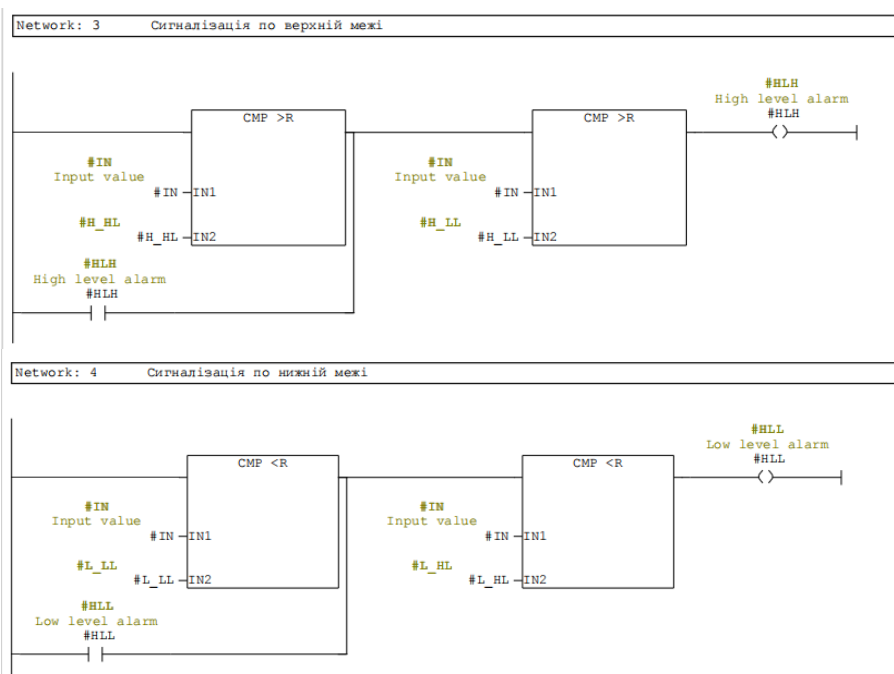 Network: 3 Сигналізація по верхній межі
#HLH
High level alarm
#HLH
CMP >R
CMP >R
#IN
Input value
#IN
IN1
#H_HL
#H_HL
IN2
#IN
Input value
#IN
IN1
#H_LL
#H_LL
IN2
#HLH
High level alarm
#HLH
Network: 4 Сигналізація по нижній межі
#HLL
Low level alarm
#HLL
CMP <R
CMP <R
#IN
Input value
#IN
IN1
#L_LL
#L_LL
IN2
#IN
Input value
#IN
IN1
#L_HL
#L_HL
IN2
#HLL
Low level alarm
#HLL